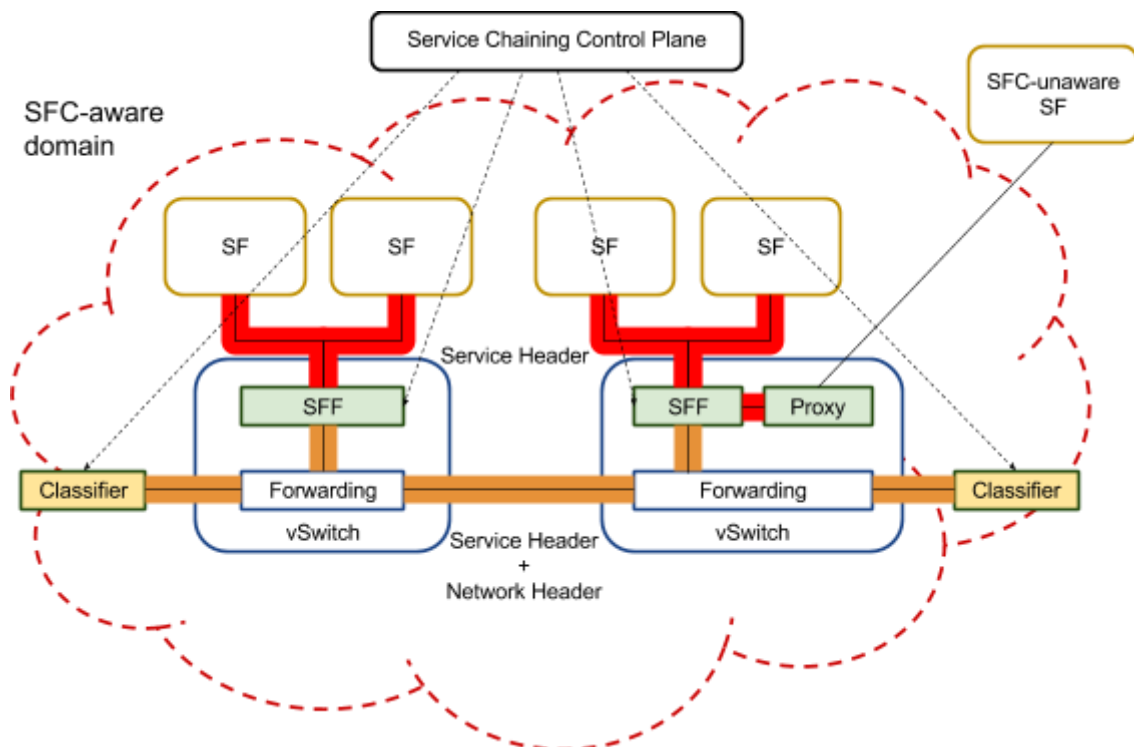 Service Chaining Control Plane
SFC-unaware
SF
SFC-aware
domain
SF
SF
SF
SF
Service Header
SFF
SFF
Proxy
Classifier
Forwarding
Forwarding
Classifier
vSwitch
vSwitch
Service Header
+
Network Header